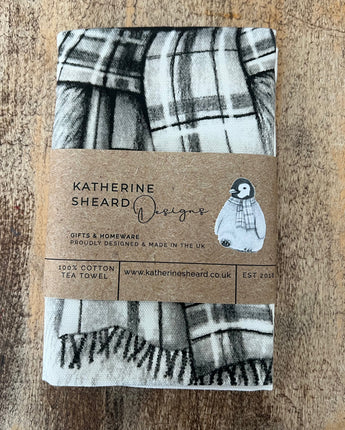 KATHERINE
SHEARD Designs
GIFTS & HOMEWARE
PROUDLY DESIGNED & MADE IN THE UK
100% COTTON
TEA TOWEL
www.katherinesheard.co.uk
EST